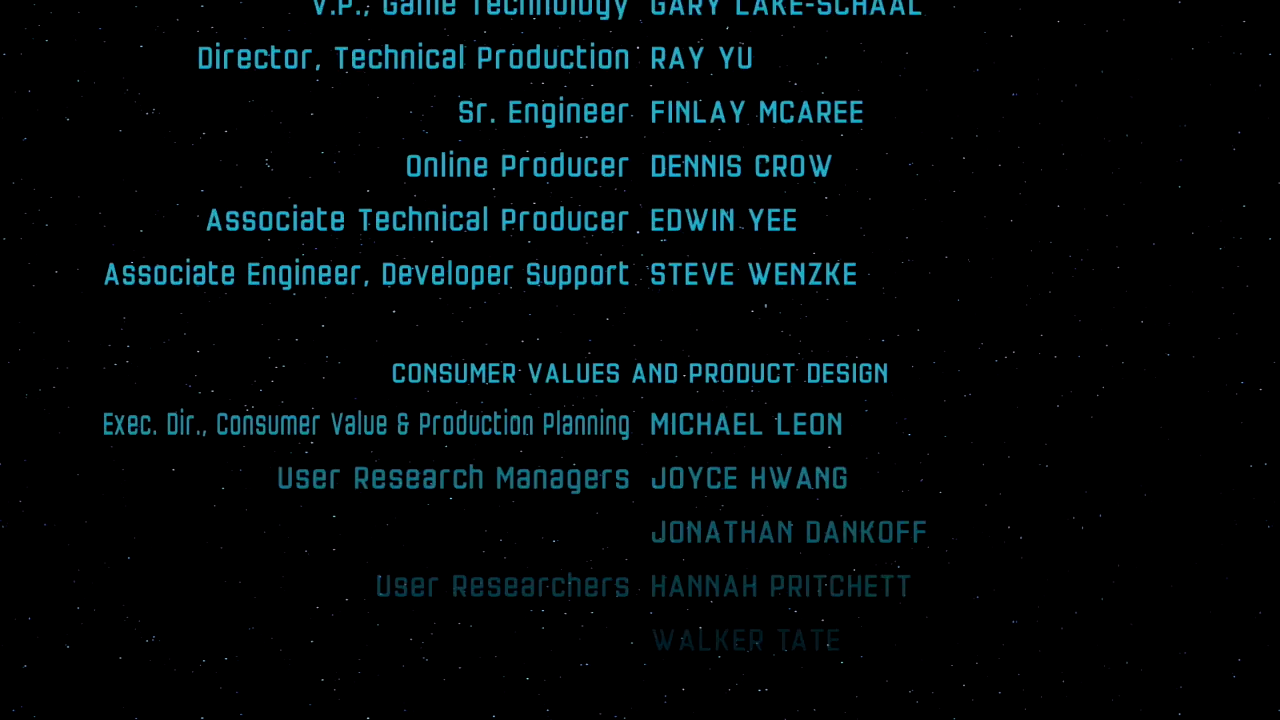 V.P., Game Technology GARY LAKE-SCHAAL
Director, Technical Production RAY YU
Sr. Engineer FINLAY MCAREE
Online Producer DENNIS CROW
Associate Technical Producer EDWIN YEE
Associate Engineer, Developer Support STEVE WENZKE
CONSUMER VALUES AND PRODUCT DESIGN
Exec. Dir., Consumer Value & Production Planning MICHAEL LEON
User Research Managers JOYCE HWANG
JONATHAN DANKOFF
User Researchers HANNAH PRITCHETT
WALKER TATE